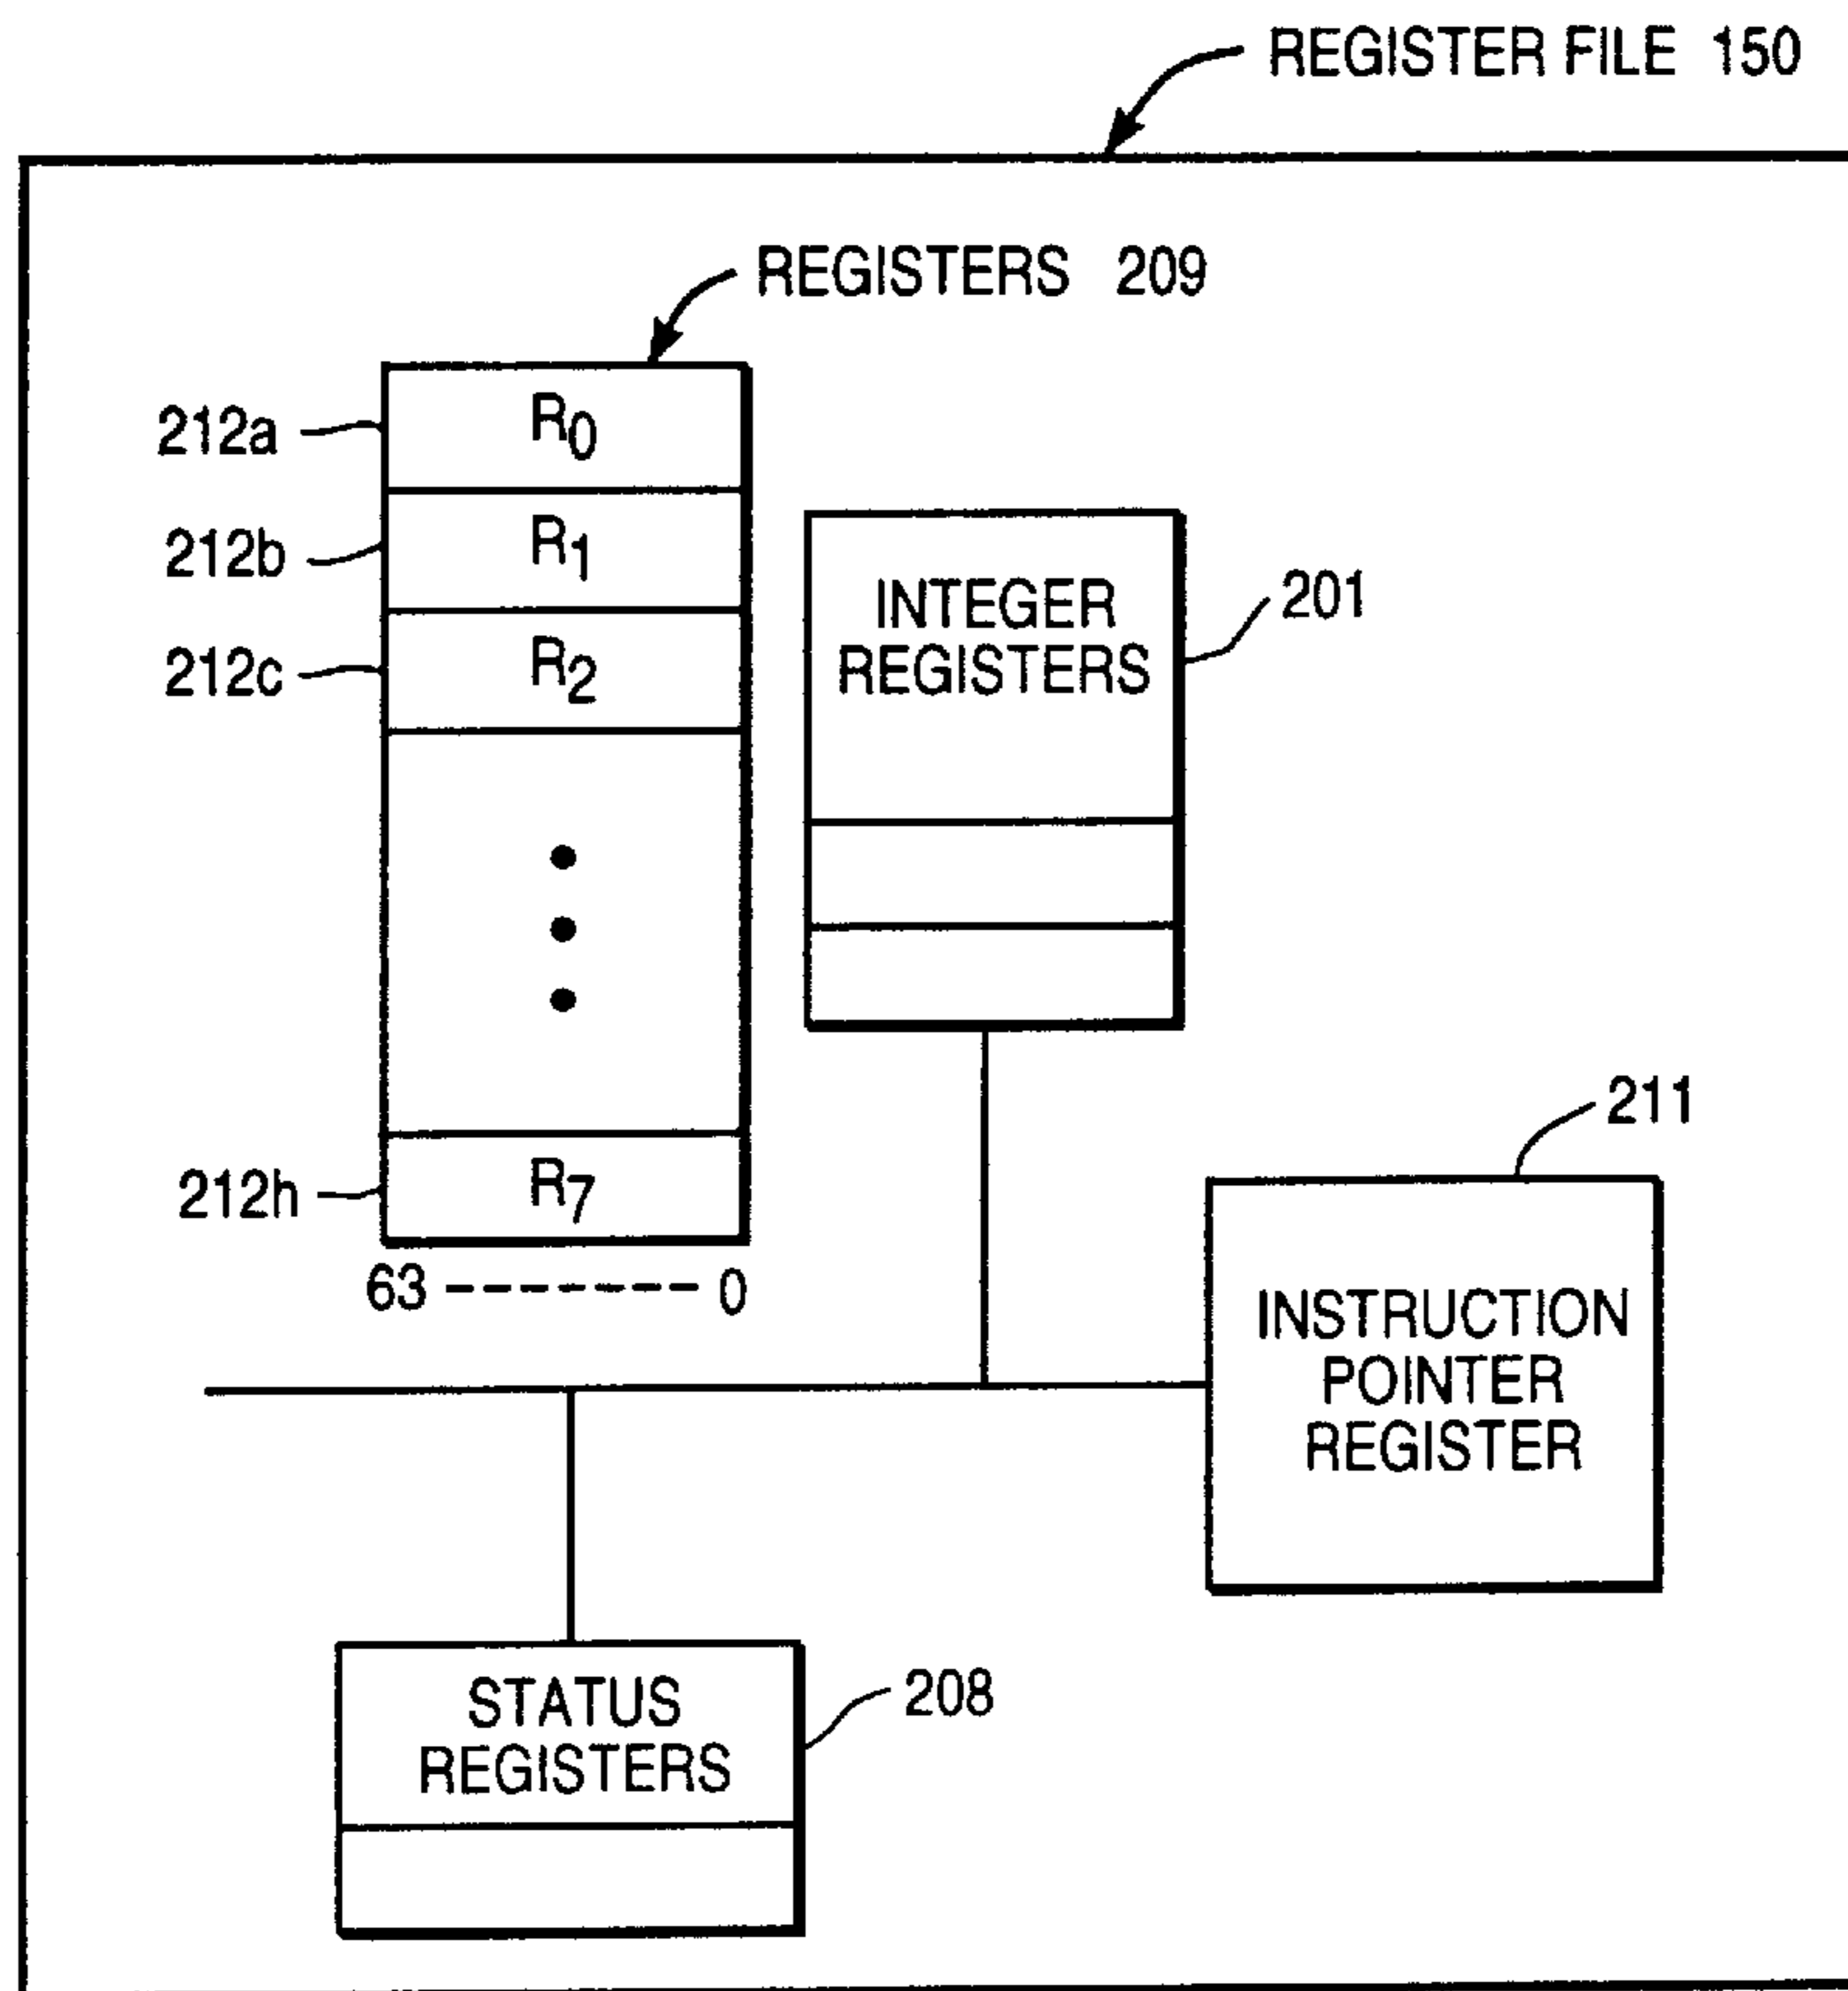 REGISTER FILE 150
REGISTERS 209
212a
R0
212b
R1
212c
R2
INTEGER
REGISTERS
201
212h
R7
63 ------- 0
211
INSTRUCTION
POINTER
REGISTER
STATUS
REGISTERS
208